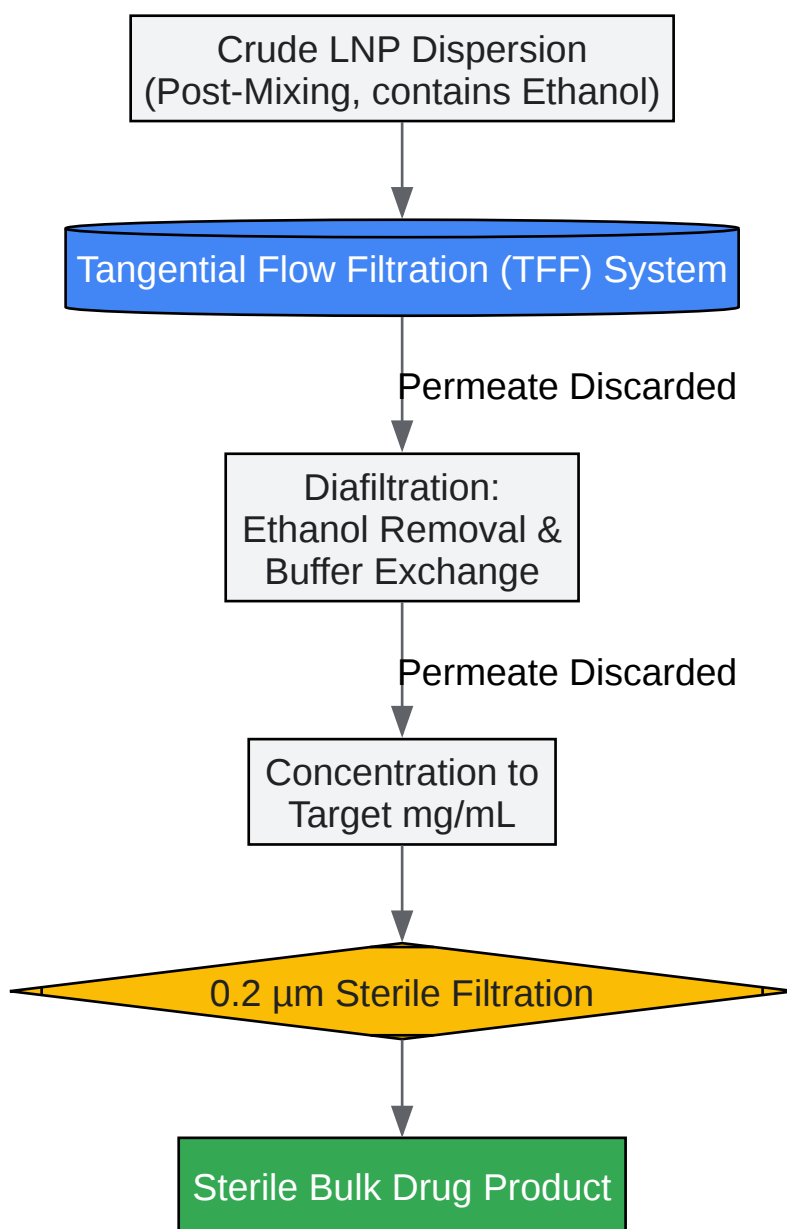 Crude LNP Dispersion
(Post-Mixing, contains Ethanol)
Tangential Flow Filtration (TFF) System
Permeate Discarded
Diafiltration:
Ethanol Removal &
Buffer Exchange
Permeate Discarded
Concentration to
Target mg/mL
0.2 µm Sterile Filtration
Sterile Bulk Drug Product